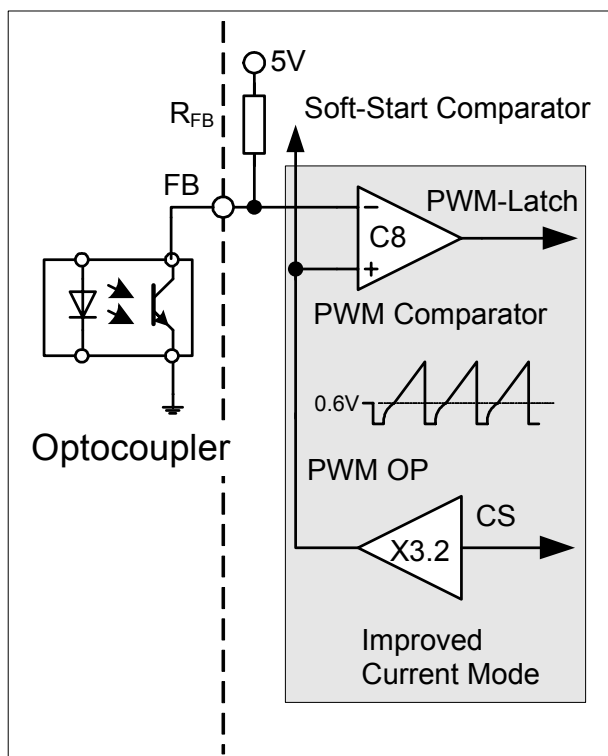 5V
R_FB
Soft-Start Comparator
FB
PWM-Latch
−
C8
+
PWM Comparator
0.6V
Optocoupler
PWM OP
CS
X3.2
Improved
Current Mode